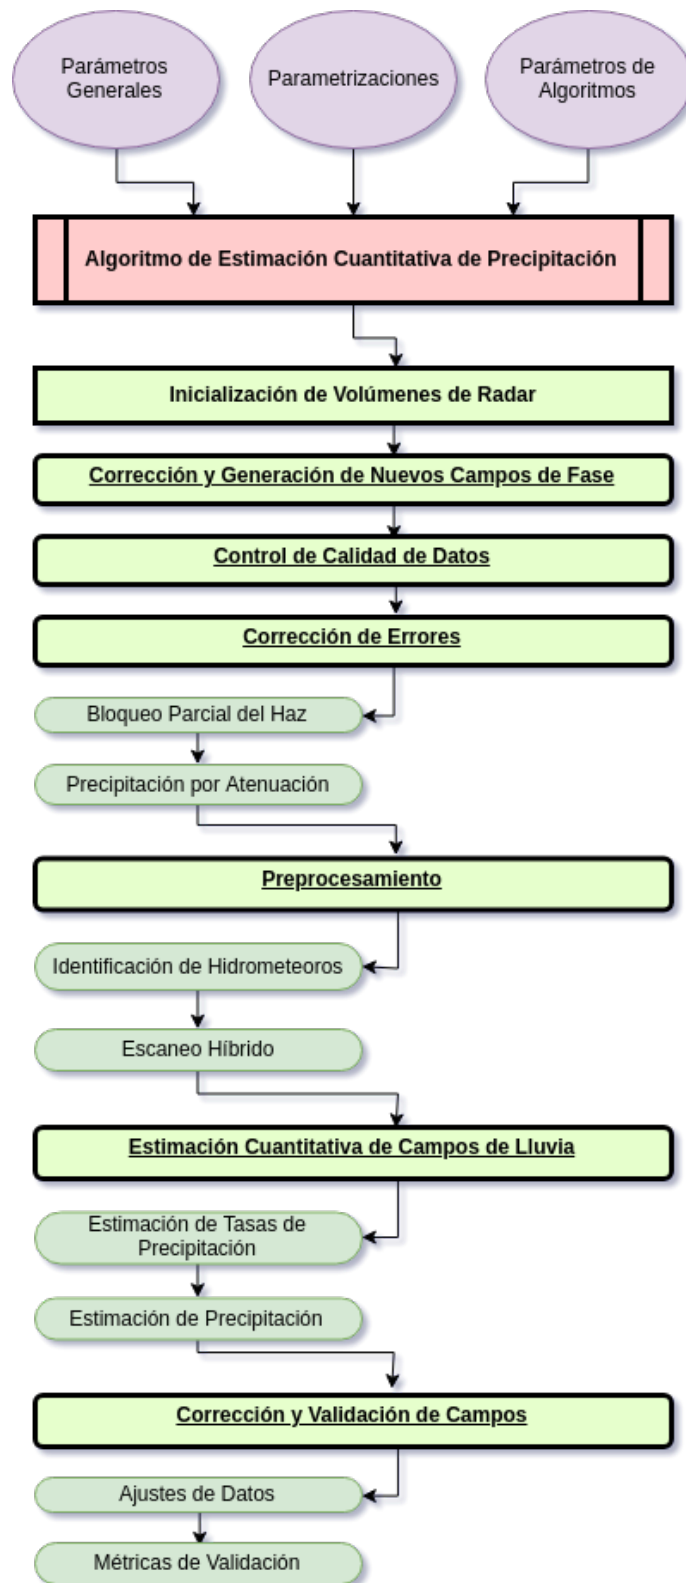 Parámetros
Generales
Parametrizaciones
Parámetros de
Algoritmos
Algoritmo de Estimación Cuantitativa de Precipitación
Inicialización de Volúmenes de Radar
Corrección y Generación de Nuevos Campos de Fase
Control de Calidad de Datos
Corrección de Errores
Bloqueo Parcial del Haz
Precipitación por Atenuación
Preprocesamiento
Identificación de Hidrometeoros
Escaneo Híbrido
Estimación Cuantitativa de Campos de Lluvia
Estimación de Tasas de
Precipitación
Estimación de Precipitación
Corrección y Validación de Campos
Ajustes de Datos
Métricas de Validación